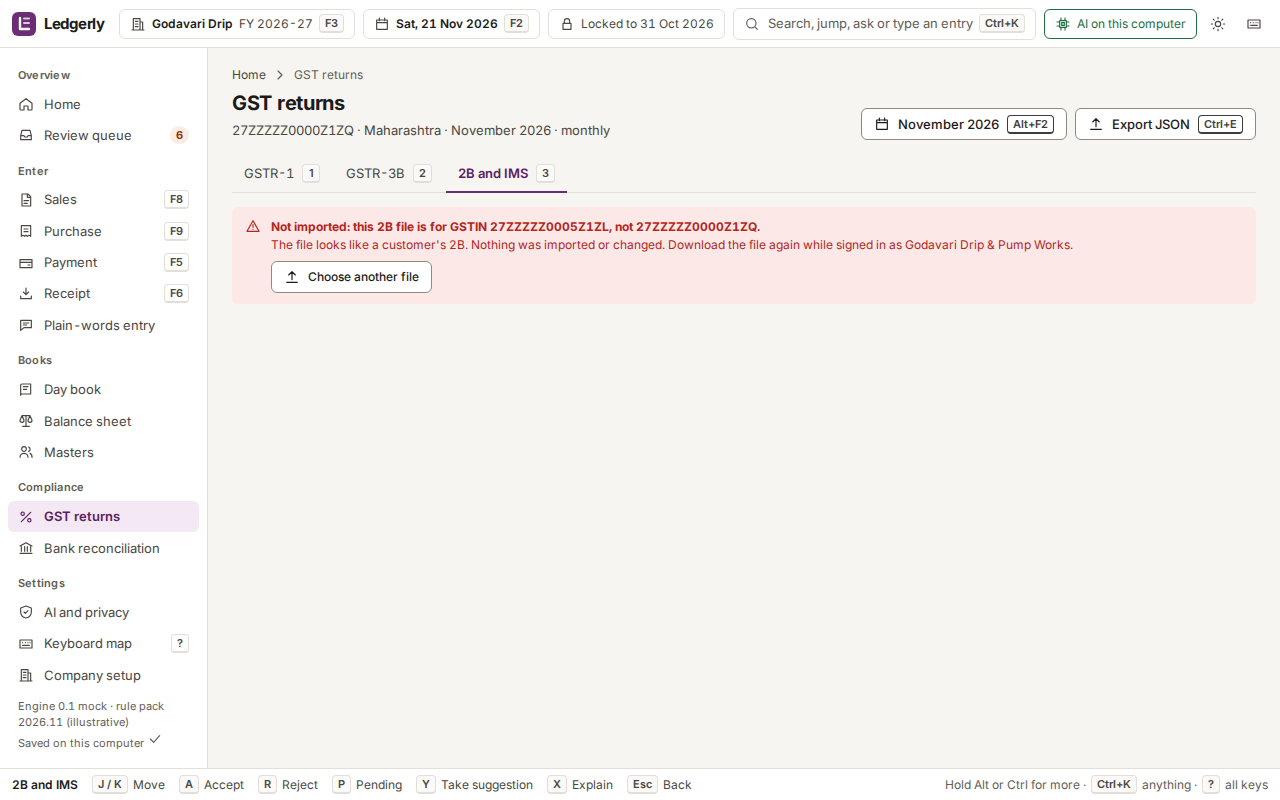 Ledgerly
Godavari Drip FY 2026-27 F3
Sat, 21 Nov 2026 F2
Locked to 31 Oct 2026
Search, jump, ask or type an entry Ctrl+K
AI on this computer
Overview
Home
Review queue 6
Enter
Sales F8
Purchase F9
Payment F5
Receipt F6
Plain-words entry
Books
Day book
Balance sheet
Masters
Compliance
GST returns
Bank reconciliation
Settings
AI and privacy
Keyboard map ?
Company setup
Engine 0.1 mock · rule pack
2026.11 (illustrative)
Saved on this computer
Home > GST returns
GST returns
27ZZZZZ0000Z1ZQ · Maharashtra · November 2026 · monthly
November 2026 Alt+F2
Export JSON Ctrl+E
GSTR-1 1
GSTR-3B 2
2B and IMS 3
Not imported: this 2B file is for GSTIN 27ZZZZZ0005Z1ZL, not 27ZZZZZ0000Z1ZQ.
The file looks like a customer's 2B. Nothing was imported or changed. Download the file again while signed in as Godavari Drip & Pump Works.
Choose another file
2B and IMS J / K Move A Accept R Reject P Pending Y Take suggestion X Explain Esc Back
Hold Alt or Ctrl for more · Ctrl+K anything · ? all keys